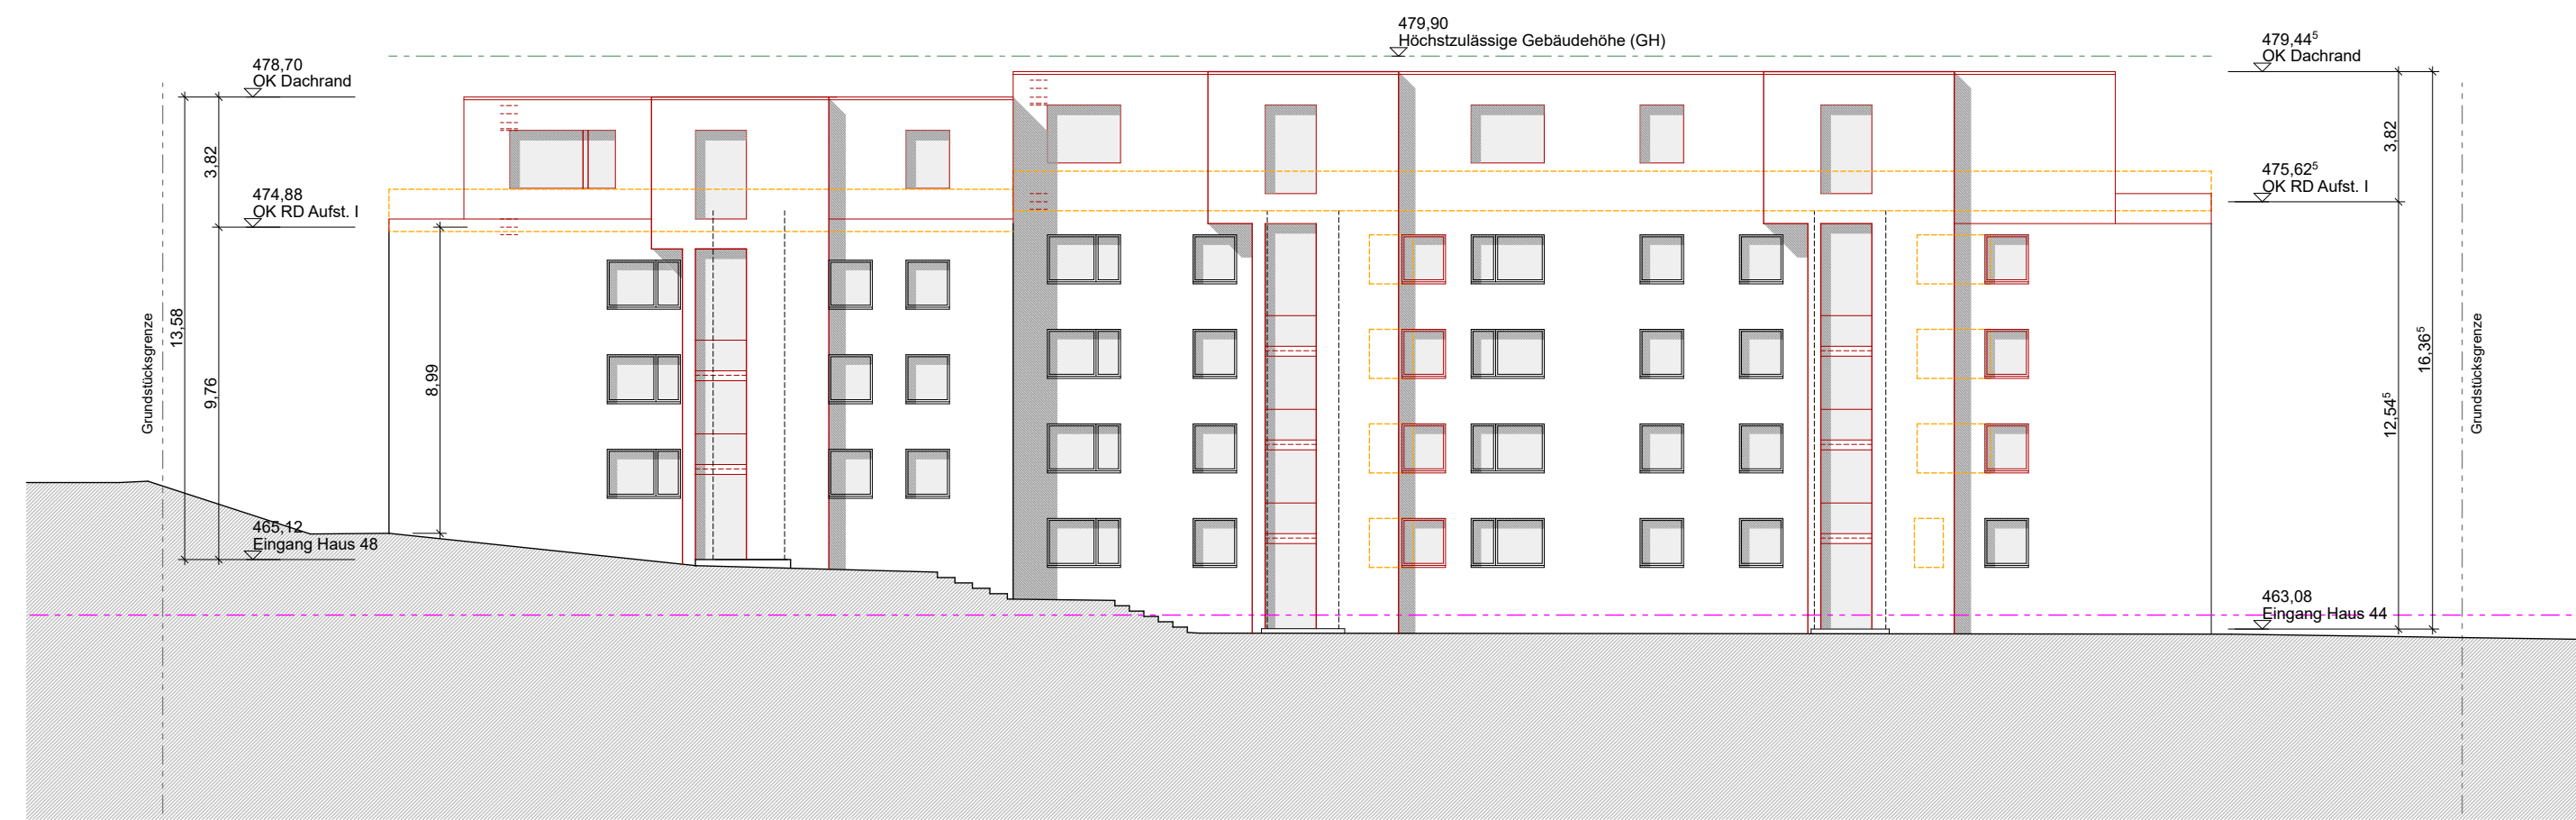 479,90
Höchstzulässige Gebäudehöhe (GH)
478,70
OK Dachrand
479,44⁵
OK Dachrand
3,82
3,82
474,88
OK RD Aufst. I
475,62⁵
OK RD Aufst. I
Grundstücksgrenze
13,58
9,76
8,99
12,54⁵
16,36⁵
Grundstücksgrenze
465,12
Eingang Haus 48
463,08
Eingang Haus 44